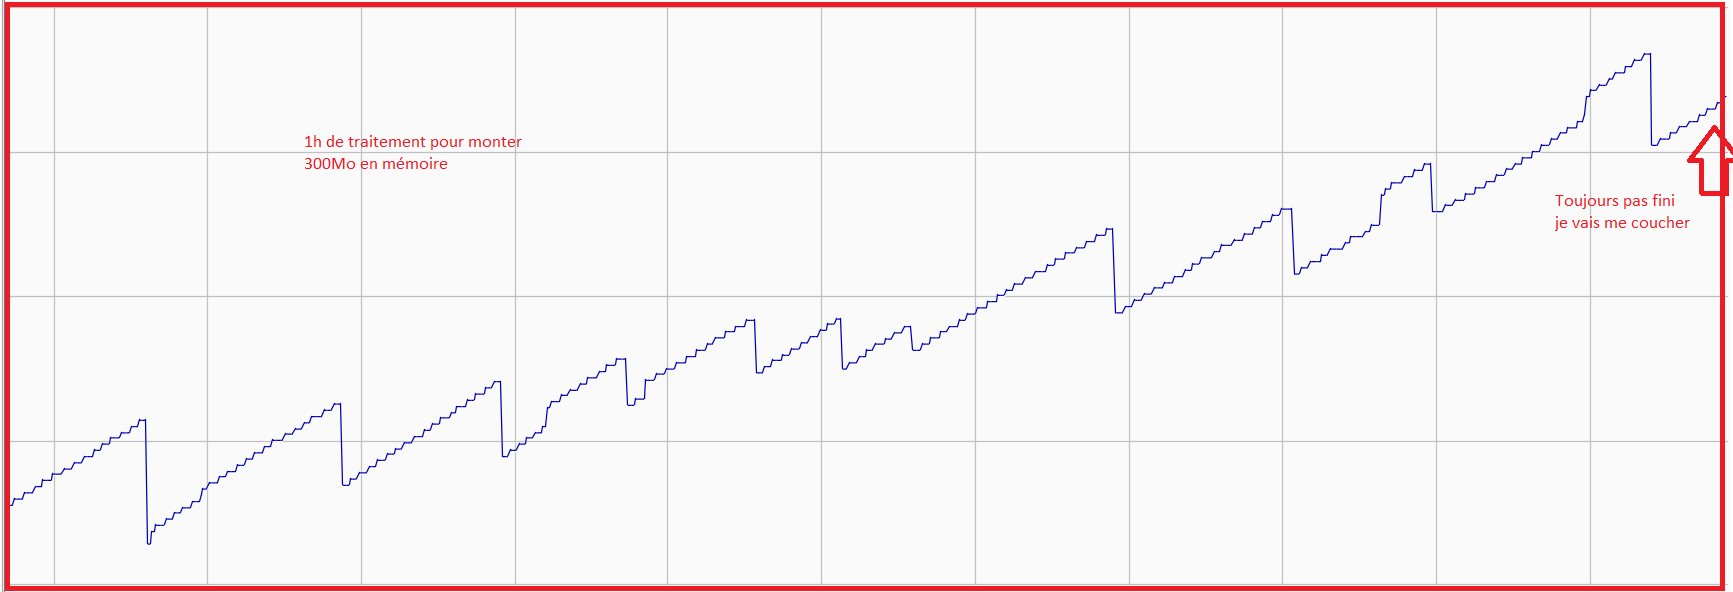 1h de traitement pour monter
300Mo en mémoire
Toujours pas fini
je vais me coucher